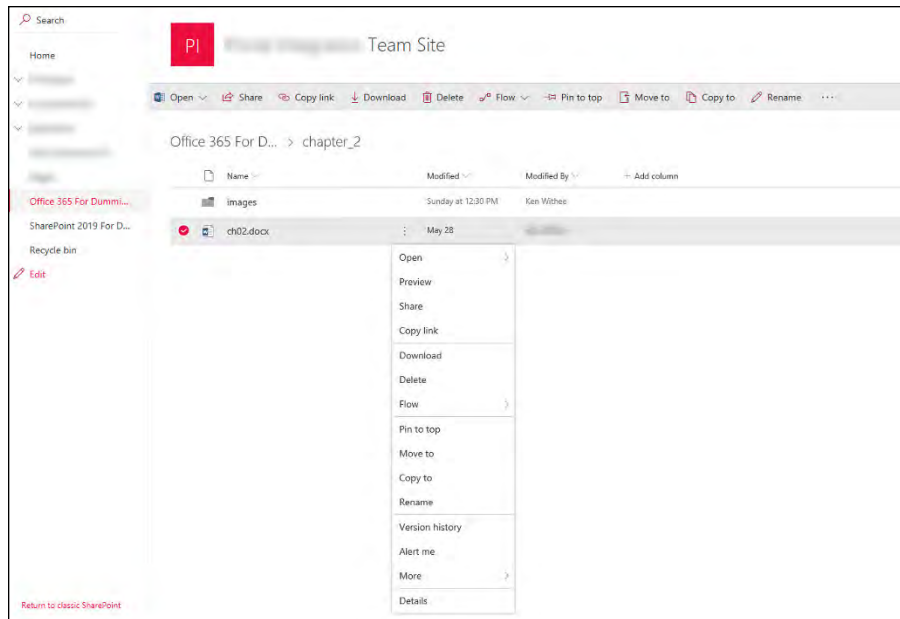 Search
Home
Office 365 For Dummi...
SharePoint 2019 For D...
Recycle bin
Edit
Return to classic SharePoint
PI
Team Site
Open Share Copy link Download Delete Flow Pin to top Move to Copy to Rename ...
Office 365 For D... > chapter_2
Name Modified Modified By + Add column
images Sunday at 12:30 PM Ken Withee
ch02.docx May 28
Open
Preview
Share
Copy link
Download
Delete
Flow
Pin to top
Move to
Copy to
Rename
Version history
Alert me
More
Details